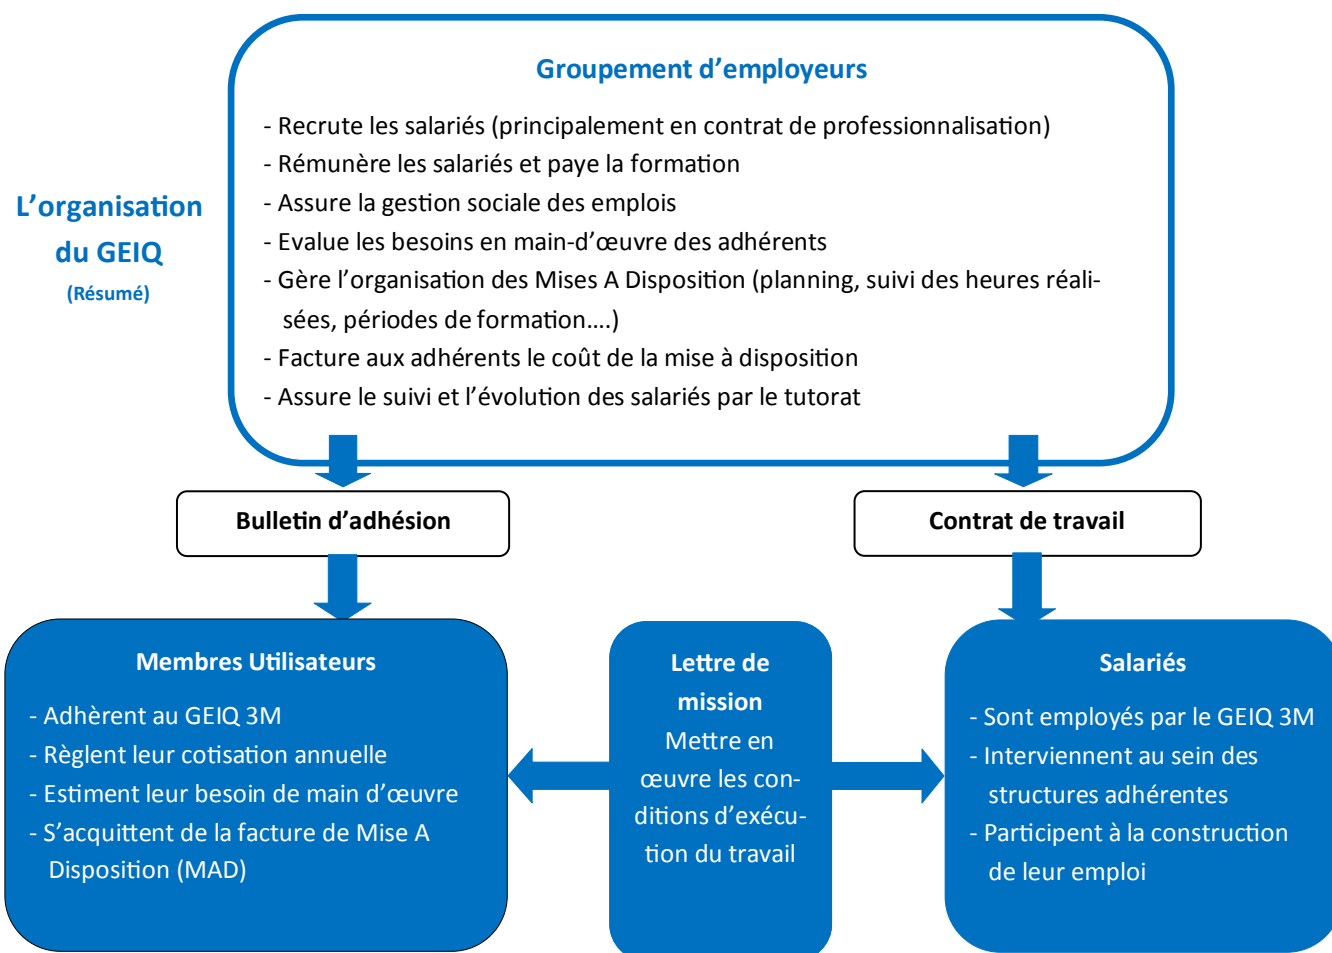 Groupement d’employeurs
- Recrute les salariés (principalement en contrat de professionnalisation)
- Rémunère les salariés et paye la formation
- Assure la gestion sociale des emplois
- Evalue les besoins en main-d’œuvre des adhérents
- Gère l’organisation des Mises A Disposition (planning, suivi des heures réali-
sées, périodes de formation....)
- Facture aux adhérents le coût de la mise à disposition
- Assure le suivi et l’évolution des salariés par le tutorat
L’organisation
du GEIQ
(Résumé)
Bulletin d’adhésion
Contrat de travail
Membres Utilisateurs
- Adhèrent au GEIQ 3M
- Règlent leur cotisation annuelle
- Estiment leur besoin de main d’œuvre
- S’acquittent de la facture de Mise A
Disposition (MAD)
Lettre de
mission
Mettre en
œuvre les con-
ditions d’exécu-
tion du travail
Salariés
- Sont employés par le GEIQ 3M
- Interviennent au sein des
structures adhérentes
- Participent à la construction
de leur emploi